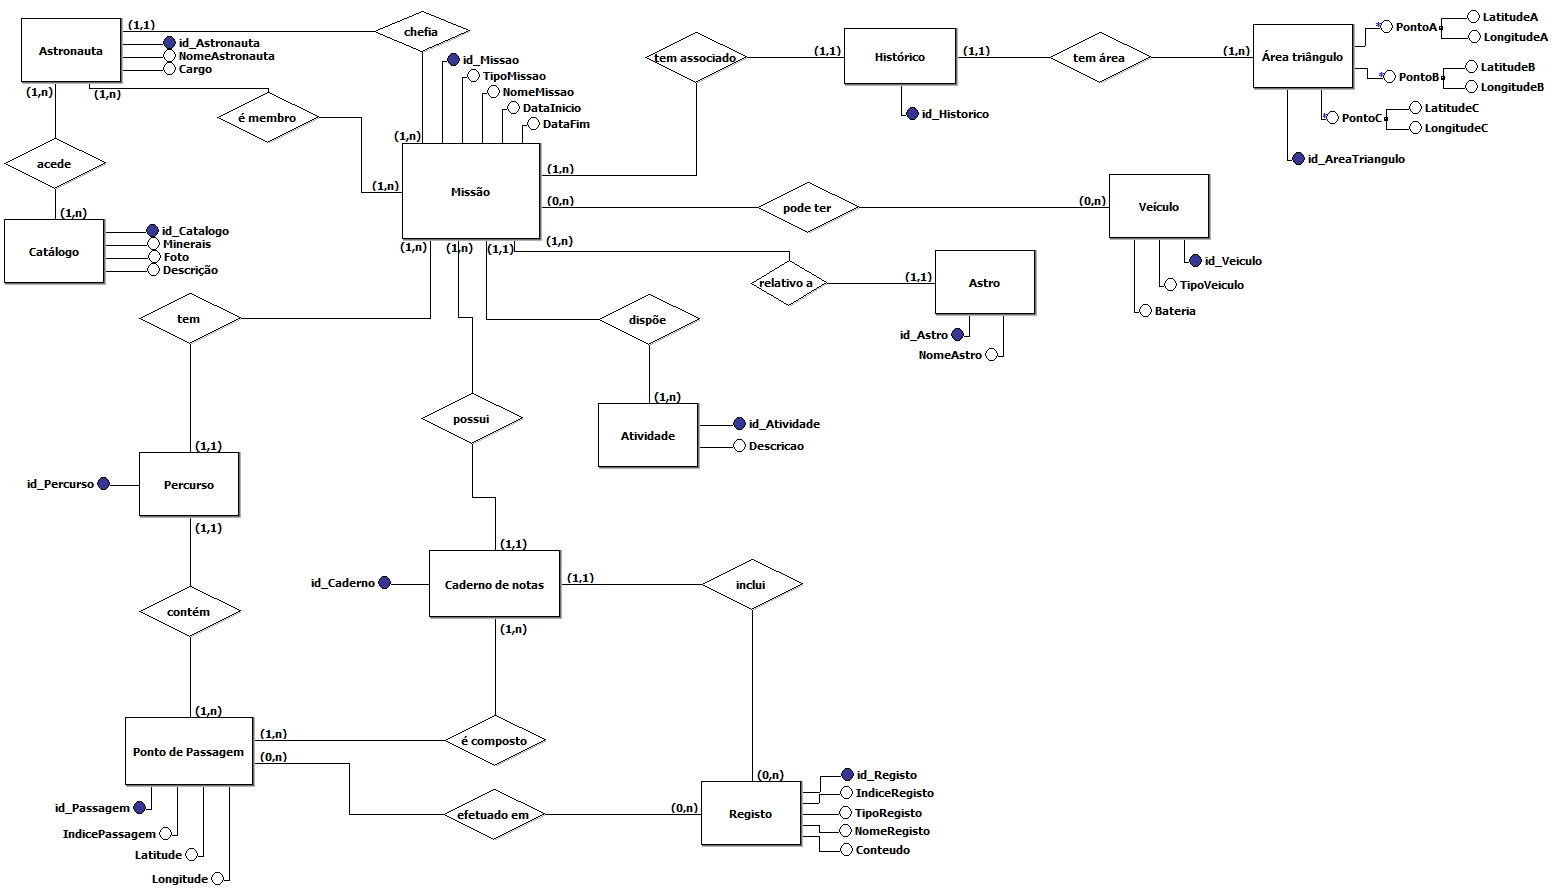 (1,1)
chefia
Astronauta
id_Astronauta
NomeAstronauta
Cargo
(1,n)
(1,n)
é membro
acede
(1,n)
Catálogo
id_Catalogo
Minerais
Foto
Descrição
id_Missao
TipoMissao
NomeMissao
DataInicio
DataFim
(1,n)
(1,n)
Missão
(1,n)
(0,n)
(1,n)
(1,n)
(1,n)
(1,1)
tem associado
(1,1)
Histórico
(1,1)
id_Historico
tem área
(1,n)
Área triângulo
* PontoA
LatitudeA
LongitudeA
* PontoB
LatitudeB
LongitudeB
* PontoC
LatitudeC
LongitudeC
id_AreaTriangulo
pode ter
(0,n)
Veículo
id_Veiculo
TipoVeiculo
Bateria
relativo a
(1,1)
Astro
id_Astro
NomeAstro
tem
dispõe
possui
(1,n)
Atividade
id_Atividade
Descricao
(1,1)
id_Percurso
Percurso
(1,1)
contém
(1,1)
id_Caderno
Caderno de notas
(1,1)
inclui
(1,n)
(1,n)
Ponto de Passagem
(1,n)
é composto
(0,n)
id_Passagem
IndicePassagem
Latitude
Longitude
efetuado em
(0,n)
(0,n)
Registo
id_Registo
IndiceRegisto
TipoRegisto
NomeRegisto
Conteudo